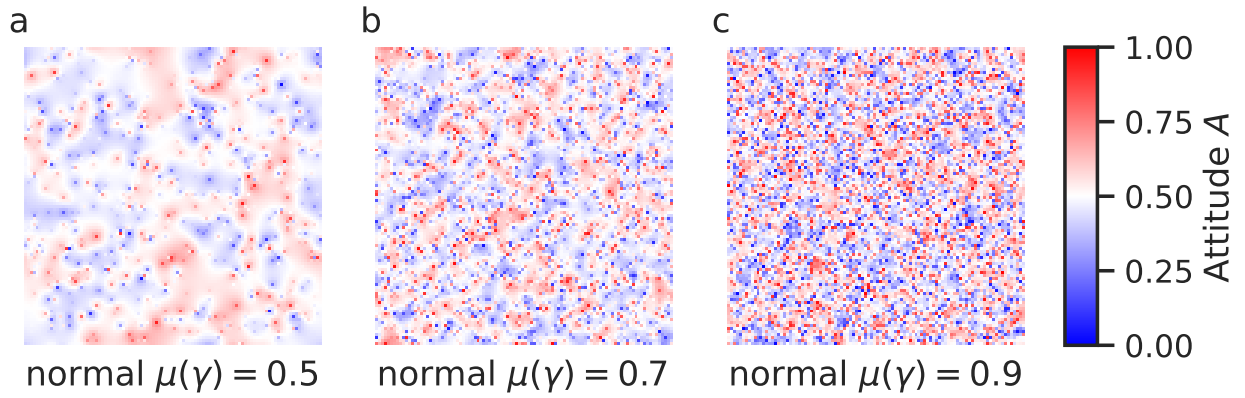 a
b
c
normal μ(γ) = 0.5
normal μ(γ) = 0.7
normal μ(γ) = 0.9
1.00
0.75
0.50
0.25
0.00
Attitude A